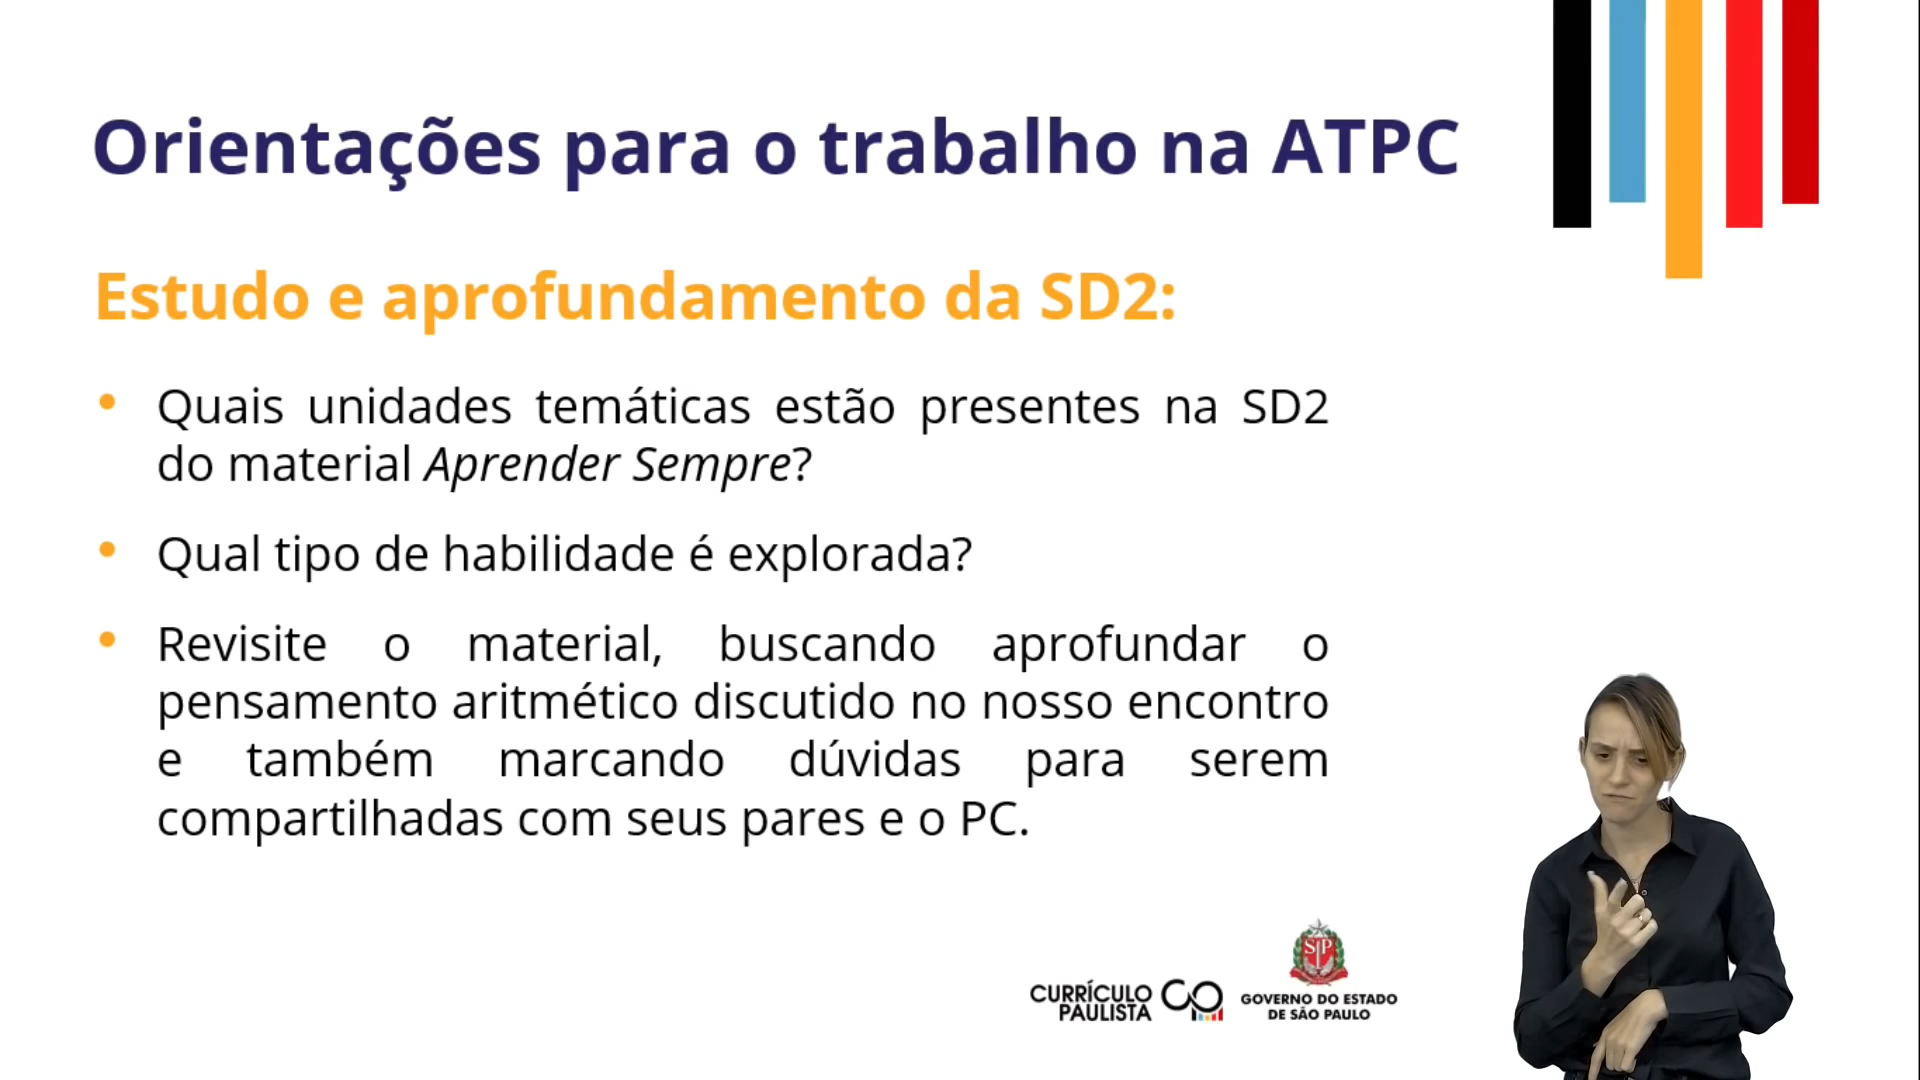 Orientações para o trabalho na ATPC
Estudo e aprofundamento da SD2:
• Quais unidades temáticas estão presentes na SD2
do material Aprender Sempre?
• Qual tipo de habilidade é explorada?
• Revisite o material, buscando aprofundar o
pensamento aritmético discutido no nosso encontro
e também marcando dúvidas para serem
compartilhadas com seus pares e o PC.
CURRÍCULO
PAULISTA
SP
GOVERNO DO ESTADO
DE SÃO PAULO